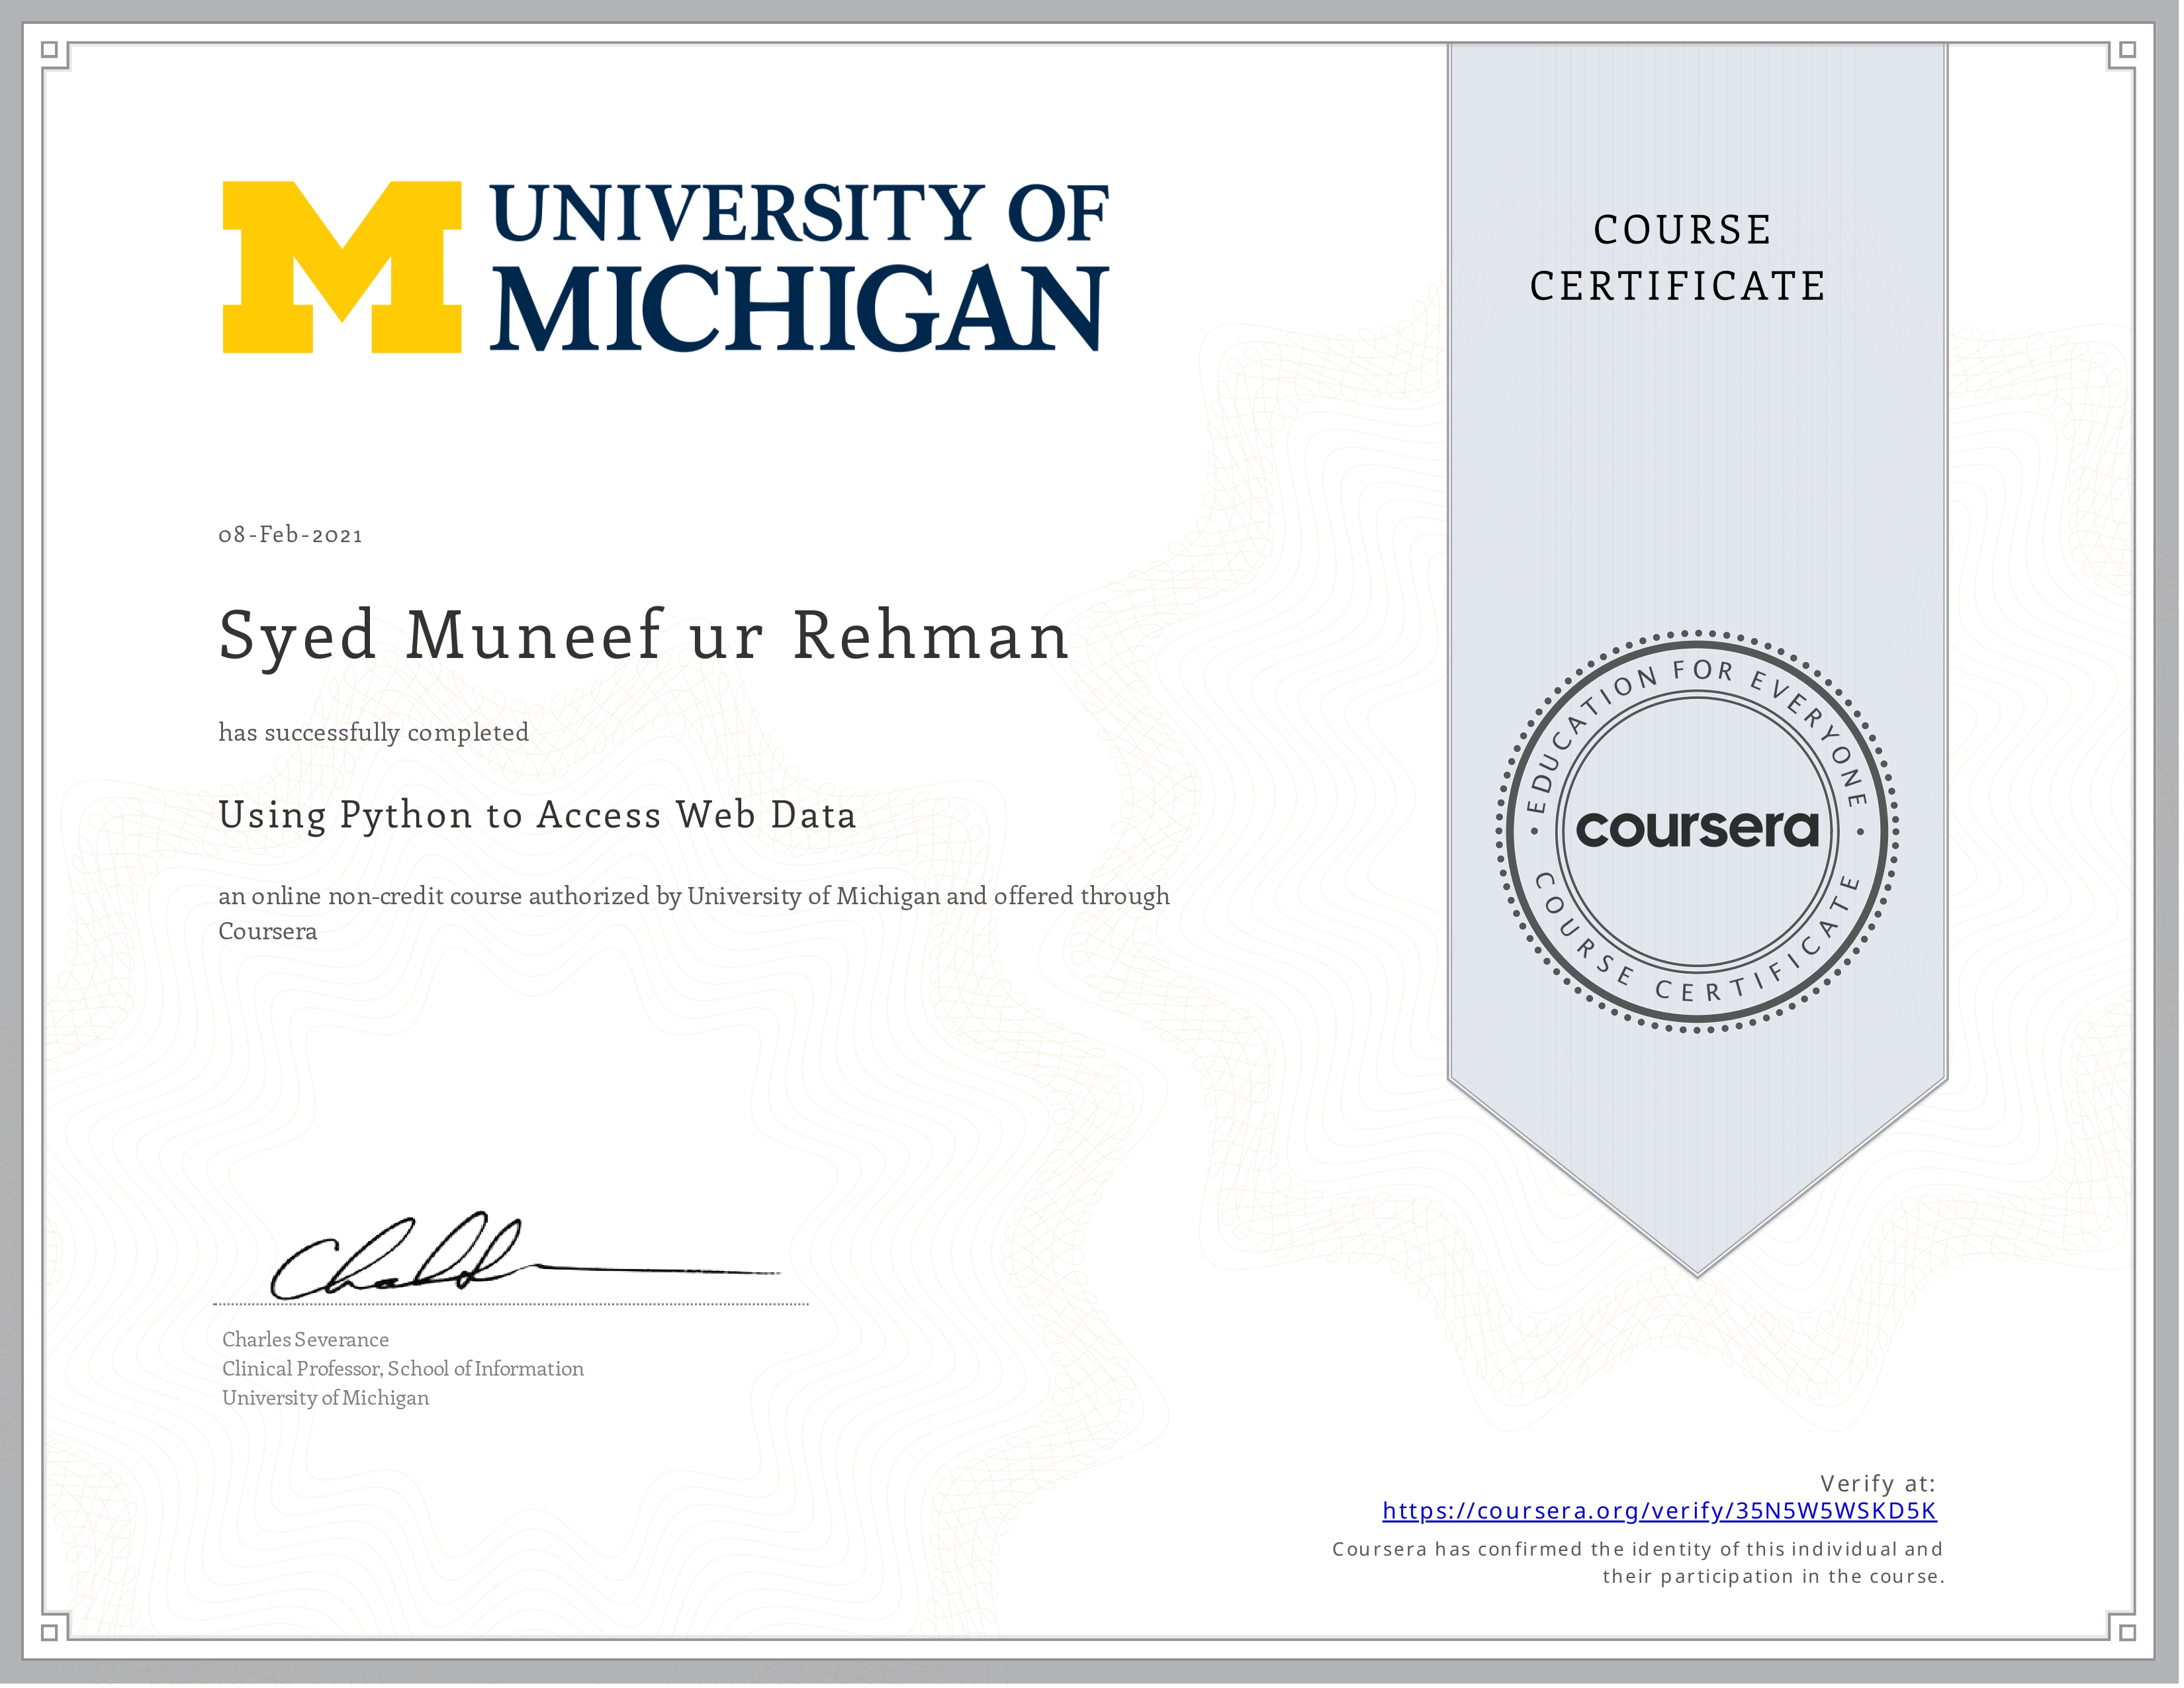 UNIVERSITY OF
MICHIGAN
COURSE
CERTIFICATE
08-Feb-2021
Syed Muneef ur Rehman
has successfully completed
Using Python to Access Web Data
an online non-credit course authorized by University of Michigan and offered through
Coursera
EDUCATION FOR EVERYONE
coursera
COURSE CERTIFICATE
Charles Severance
Clinical Professor, School of Information
University of Michigan
Verify at:
https://coursera.org/verify/35N5W5WSKD5K
Coursera has confirmed the identity of this individual and
their participation in the course.